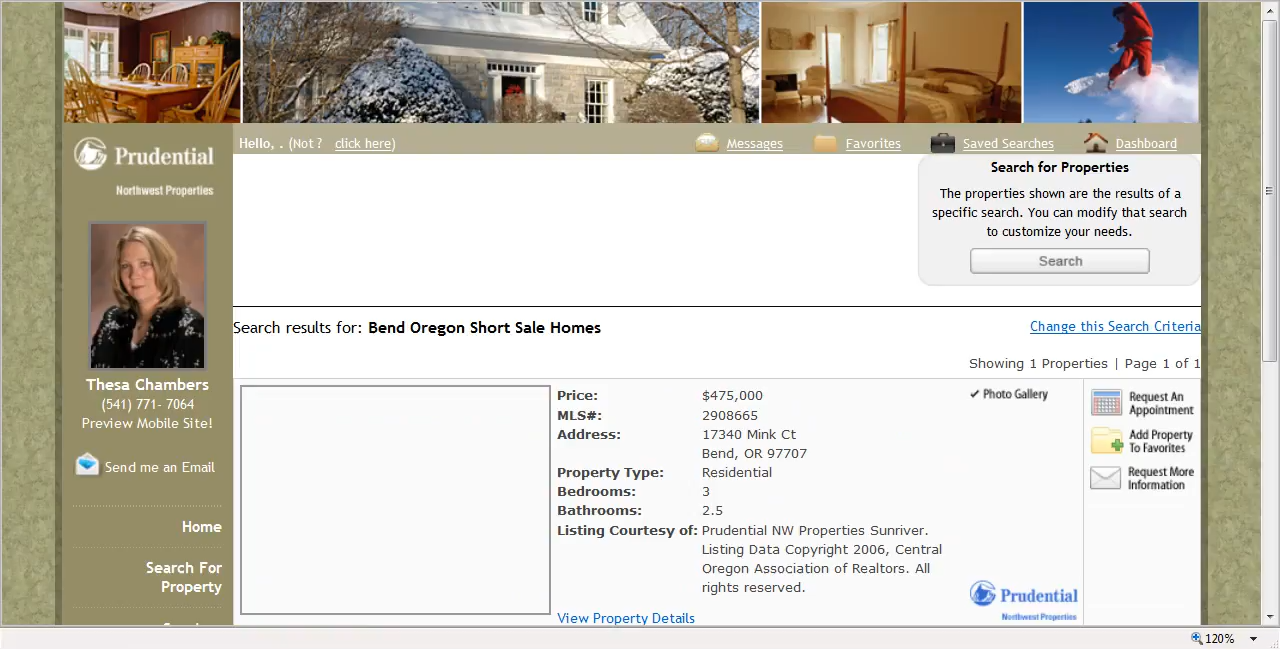 Prudential
Northwest Properties
Hello, . (Not ? click here)
Messages
Favorites
Saved Searches
Dashboard
Search for Properties
The properties shown are the results of a
specific search. You can modify that search
to customize your needs.
Search
Thesa Chambers
(541) 771- 7064
Preview Mobile Site!
Send me an Email
Home
Search For
Property
Search results for: Bend Oregon Short Sale Homes
Change this Search Criteria
Showing 1 Properties | Page 1 of 1
Price: $475,000
MLS#: 2908665
Address: 17340 Mink Ct
Bend, OR 97707
Property Type: Residential
Bedrooms: 3
Bathrooms: 2.5
Listing Courtesy of: Prudential NW Properties Sunriver.
Listing Data Copyright 2006, Central
Oregon Association of Realtors. All
rights reserved.
View Property Details
✔ Photo Gallery
Prudential
Northwest Properties
Request An
Appointment
Add Property
To Favorites
Request More
Information
120%